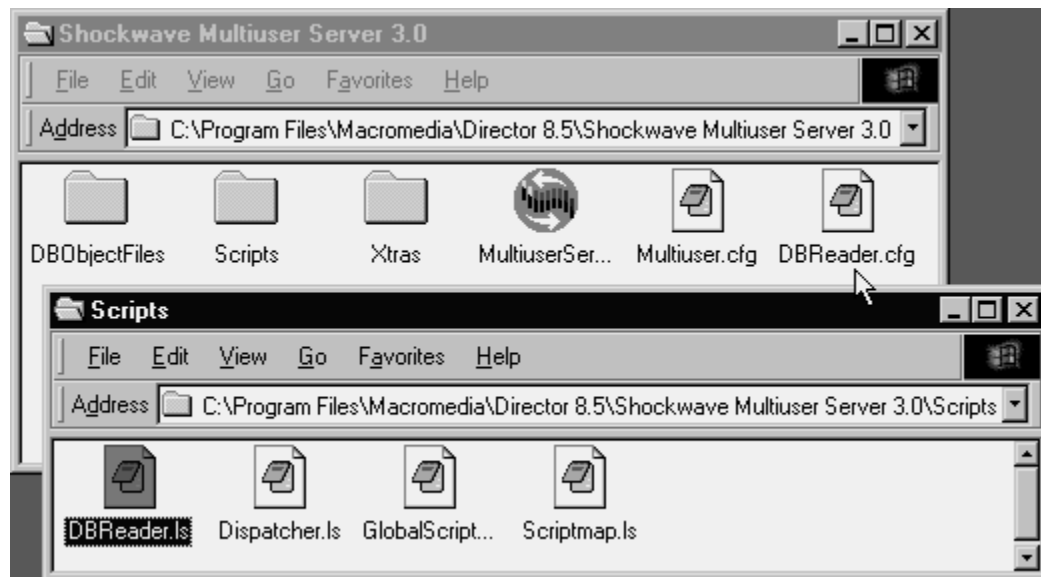 Shockwave Multiuser Server 3.0
File Edit View Go Favorites Help
Address C:\Program Files\Macromedia\Director 8.5\Shockwave Multiuser Server 3.0
DBObjectFiles Scripts Xtras MultiuserSer... Multiuser.cfg DBReader.cfg
Scripts
File Edit View Go Favorites Help
Address C:\Program Files\Macromedia\Director 8.5\Shockwave Multiuser Server 3.0\Scripts
DBReader.ls Dispatcher.ls GlobalScript... Scriptmap.ls